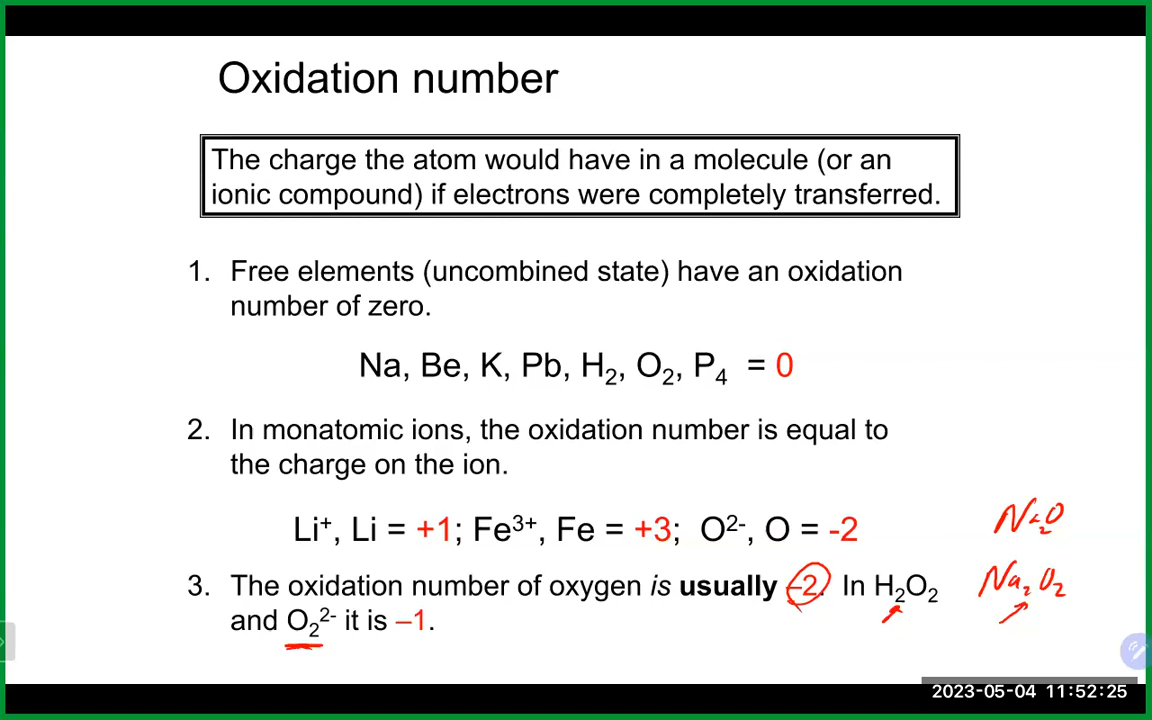 Oxidation number
The charge the atom would have in a molecule (or an
ionic compound) if electrons were completely transferred.
1. Free elements (uncombined state) have an oxidation
number of zero.
Na, Be, K, Pb, H₂, O₂, P₄ = 0
2. In monatomic ions, the oxidation number is equal to
the charge on the ion.
Li⁺, Li = +1; Fe³⁺, Fe = +3; O²⁻, O = -2
Na₂O
3. The oxidation number of oxygen is usually –2. In H₂O₂
Na₂O₂
and O₂²⁻ it is –1.
2023-05-04 11:52:25